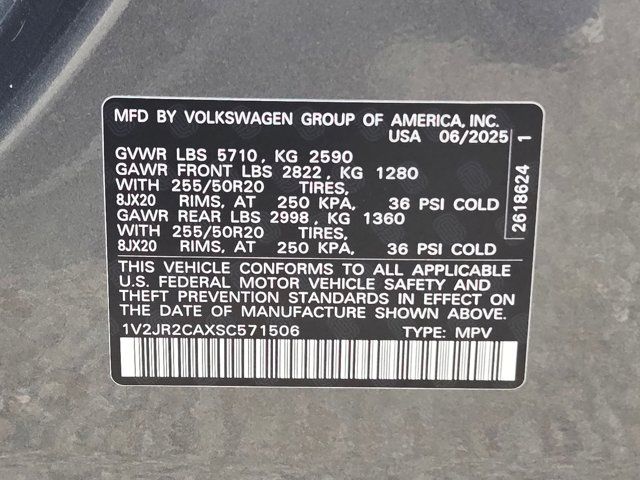 MFD BY VOLKSWAGEN GROUP OF AMERICA, INC.
USA 06/2025
GVWR LBS 5710, KG 2590
GAWR FRONT LBS 2822, KG 1280
WITH 255/50R20 TIRES,
8JX20 RIMS, AT 250 KPA, 36 PSI COLD
GAWR REAR LBS 2998, KG 1360
WITH 255/50R20 TIRES,
8JX20 RIMS, AT 250 KPA, 36 PSI COLD
THIS VEHICLE CONFORMS TO ALL APPLICABLE
U.S. FEDERAL MOTOR VEHICLE SAFETY AND
THEFT PREVENTION STANDARDS IN EFFECT ON
THE DATE OF MANUFACTURE SHOWN ABOVE.
1V2JR2CAXSC571506 TYPE: MPV
2618624 1